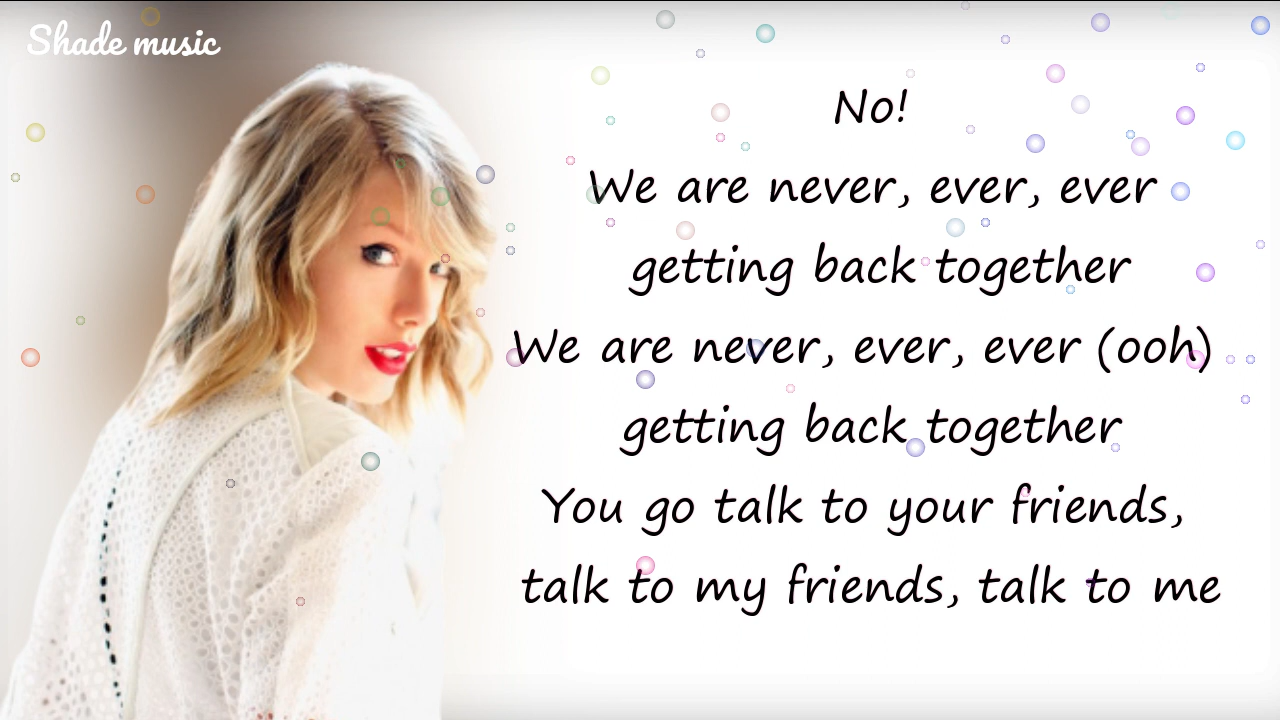 Shade music
No!
We are never, ever, ever
getting back together
We are never, ever, ever (ooh)
getting back together
You go talk to your friends,
talk to my friends, talk to me